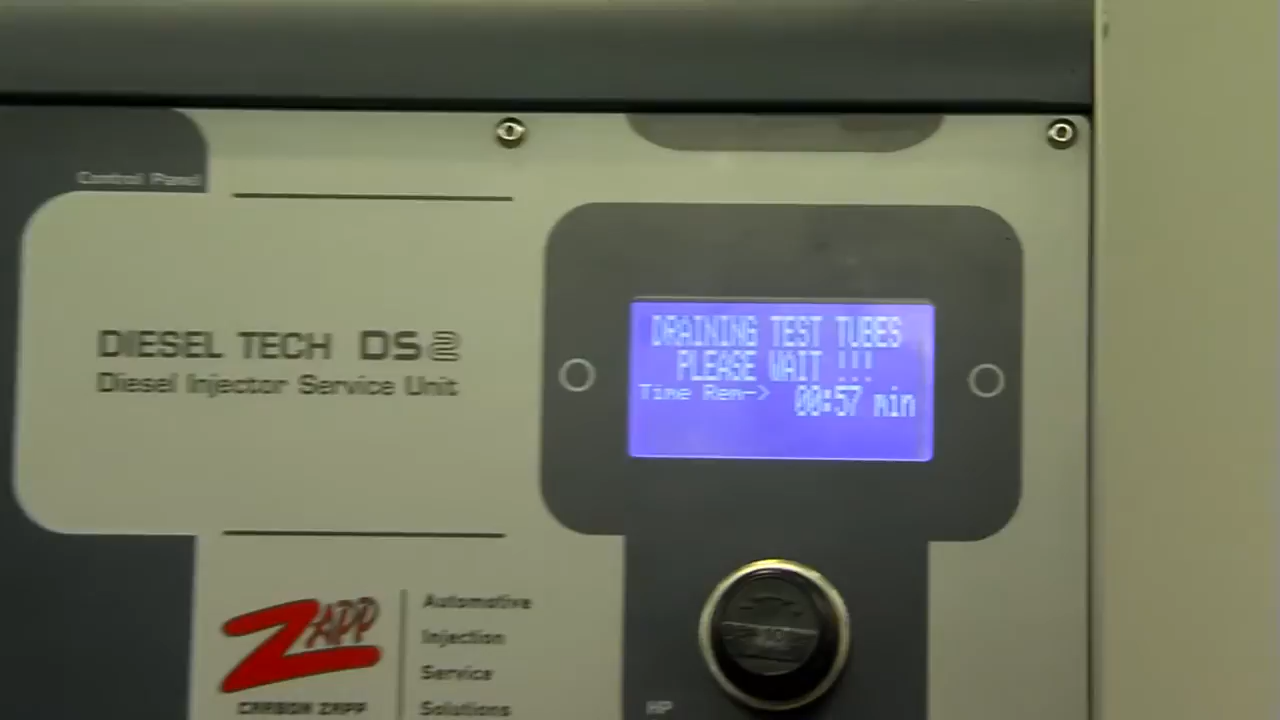 Control Panel
DIESEL TECH DS2
Diesel Injector Service Unit
DRAINING TEST TUBES
PLEASE WAIT !!!
Time Rem-> 00:57 min
ZAPP
CARBON ZAPP
Automotive
Injection
Service
Solutions
HP